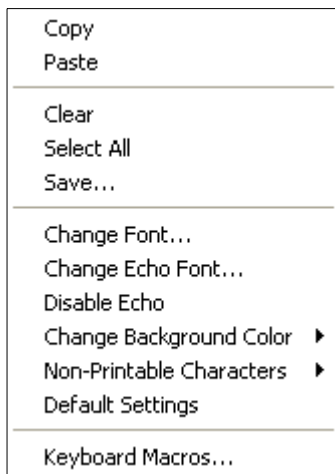 Copy
Paste
Clear
Select All
Save...
Change Font...
Change Echo Font...
Disable Echo
Change Background Color
Non-Printable Characters
Default Settings
Keyboard Macros...